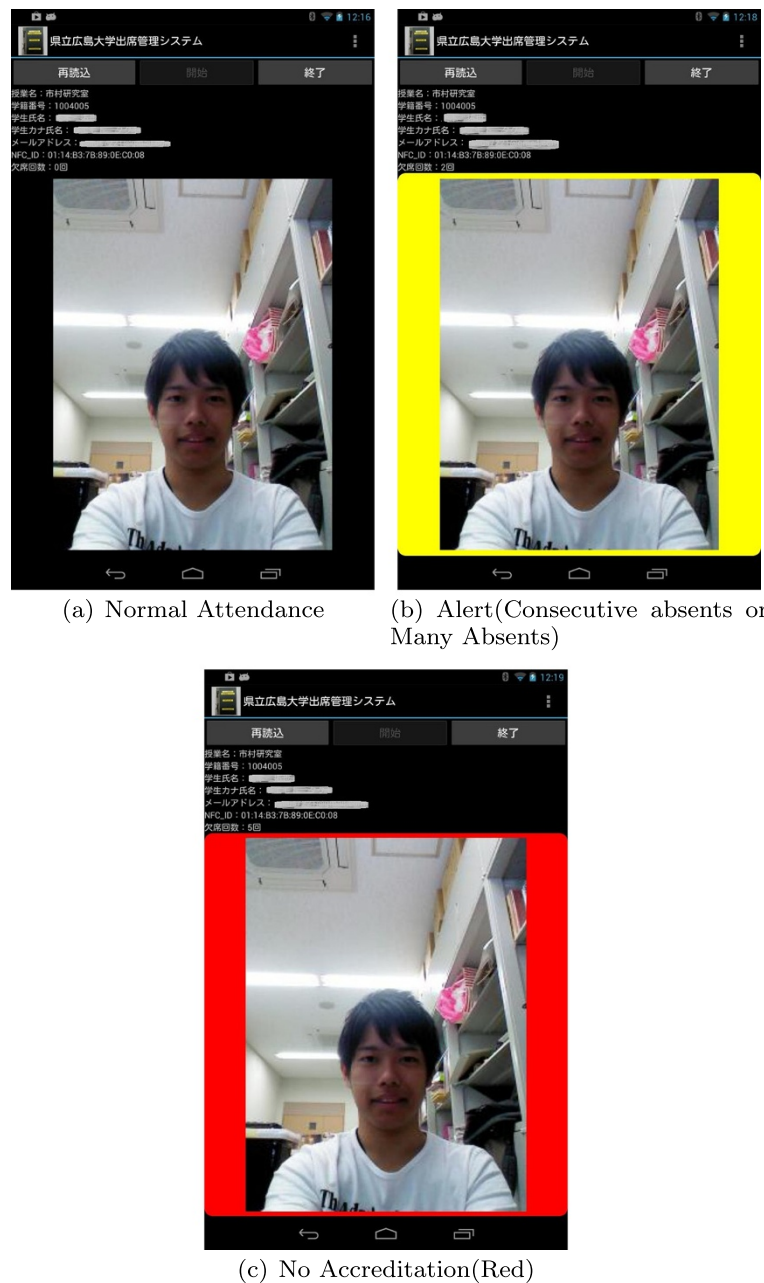 12:16
県立広島大学出席管理システム
再読込 開始 終了
授業名：市村研究室
学籍番号：1004005
学生氏名：
学生カナ氏名：
メールアドレス：
NFC_ID：01:14:B3:7B:89:0E:C0:08
欠席回数：0回
(a) Normal Attendance
12:18
県立広島大学出席管理システム
再読込 開始 終了
授業名：市村研究室
学籍番号：1004005
学生氏名：
学生カナ氏名：
メールアドレス：
NFC_ID：01:14:B3:7B:89:0E:C0:08
欠席回数：2回
(b) Alert(Consecutive absents or
Many Absents)
12:19
県立広島大学出席管理システム
再読込 開始 終了
授業名：市村研究室
学籍番号：1004005
学生氏名：
学生カナ氏名：
メールアドレス：
NFC_ID：01:14:B3:7B:89:0E:C0:08
欠席回数：5回
(c) No Accreditation(Red)